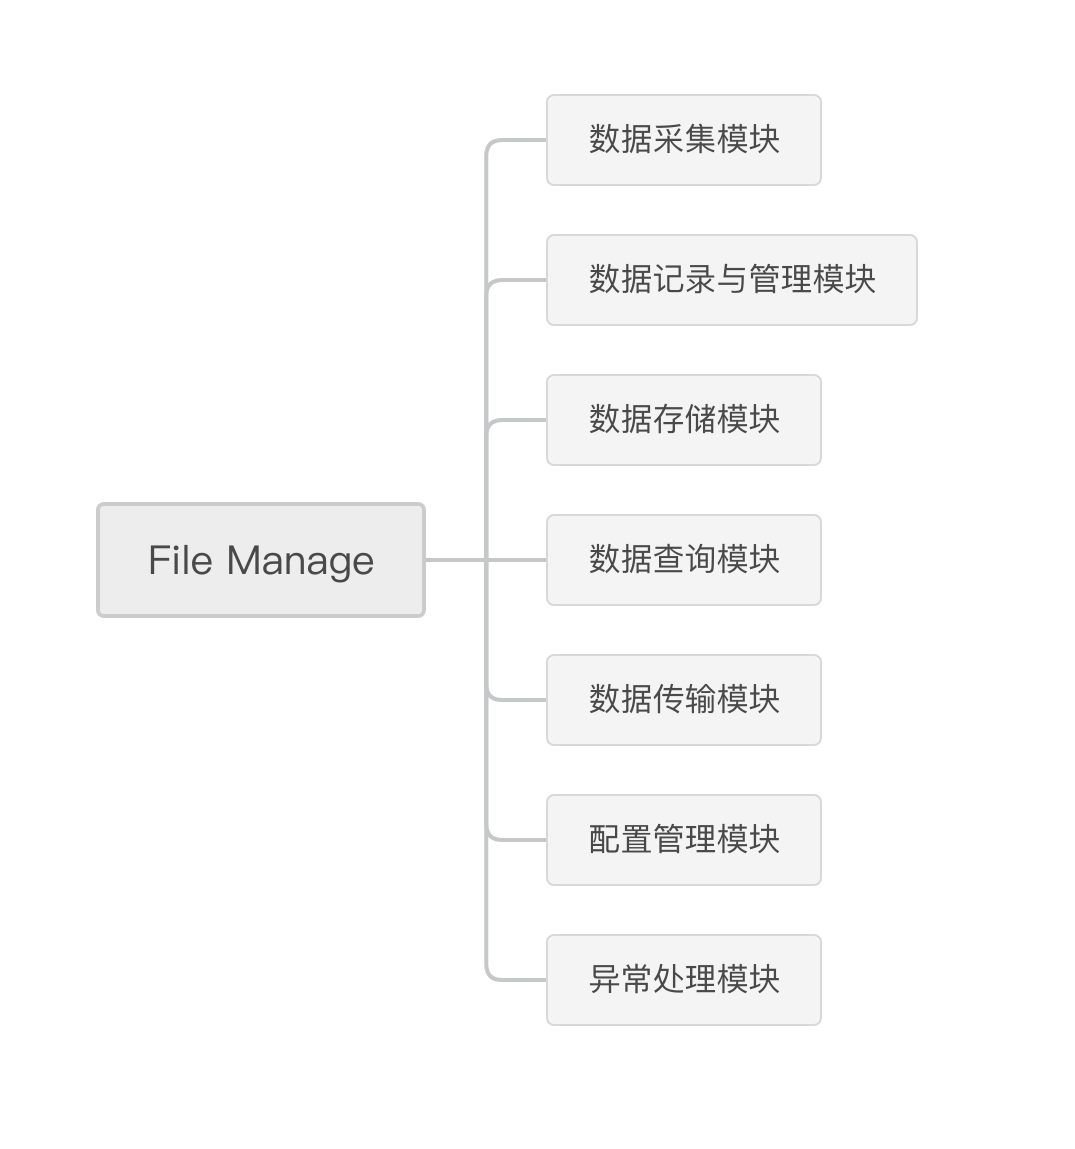 数据采集模块
数据记录与管理模块
数据存储模块
File Manage
数据查询模块
数据传输模块
配置管理模块
异常处理模块